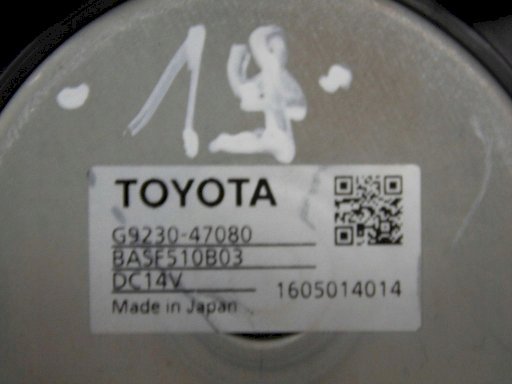 TOYOTA
G9230-47080
BASF510B03
DC14V
1605014014
Made in Japan